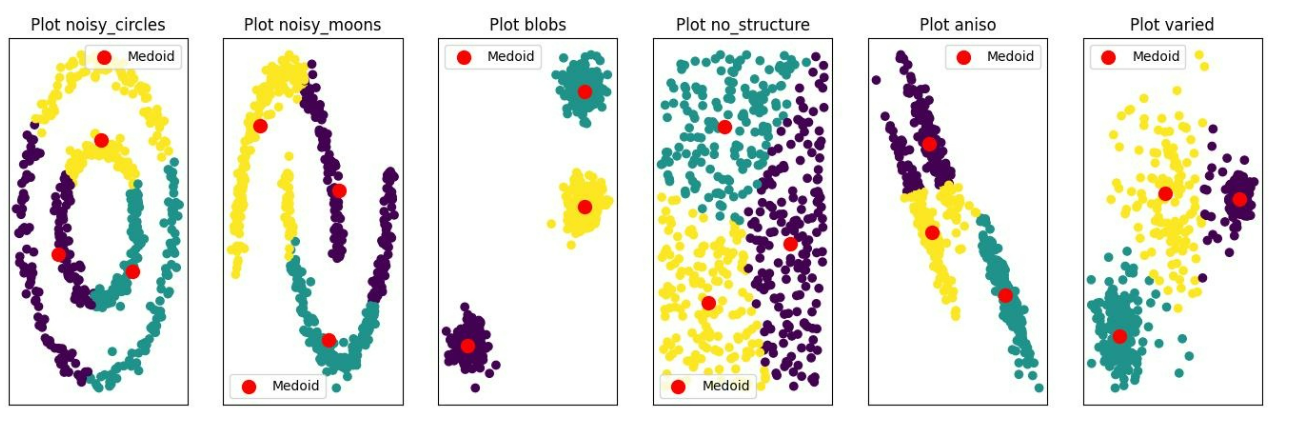 Plot noisy_circles
Medoid
Plot noisy_moons
Medoid
Plot blobs
Medoid
Plot no_structure
Medoid
Plot aniso
Medoid
Plot varied
Medoid